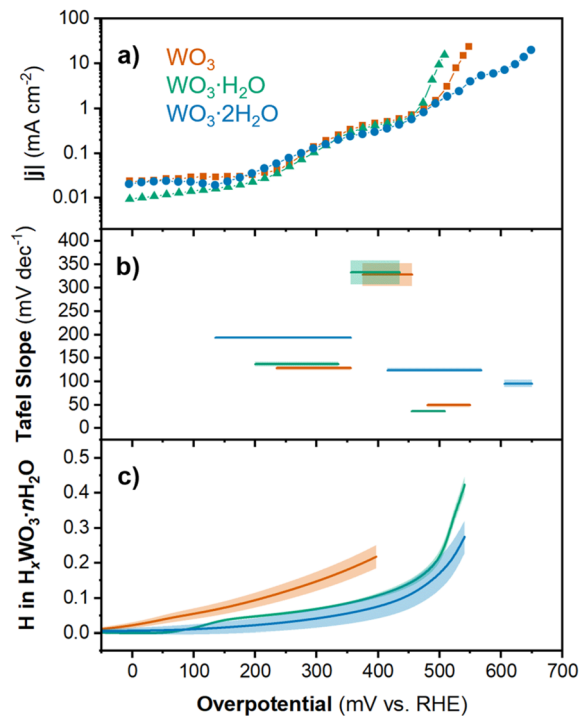 a)
WO₃
WO₃·H₂O
WO₃·2H₂O
|j| (mA cm⁻²)
100
10
1
0.1
0.01
b)
Tafel Slope (mV dec⁻¹)
400
350
300
250
200
150
100
50
0
c)
H in HₓWO₃·nH₂O
0.5
0.4
0.3
0.2
0.1
0.0
0 100 200 300 400 500 600 700
Overpotential (mV vs. RHE)